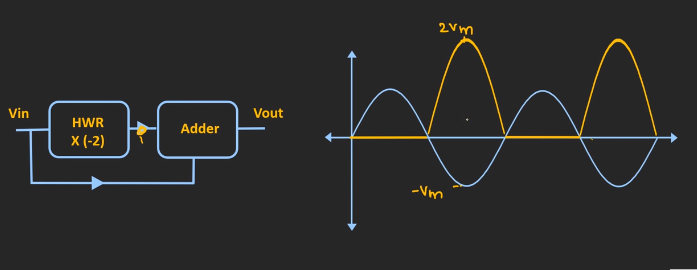 2Vm
Vin
HWR
X (-2)
Adder
Vout
-Vm